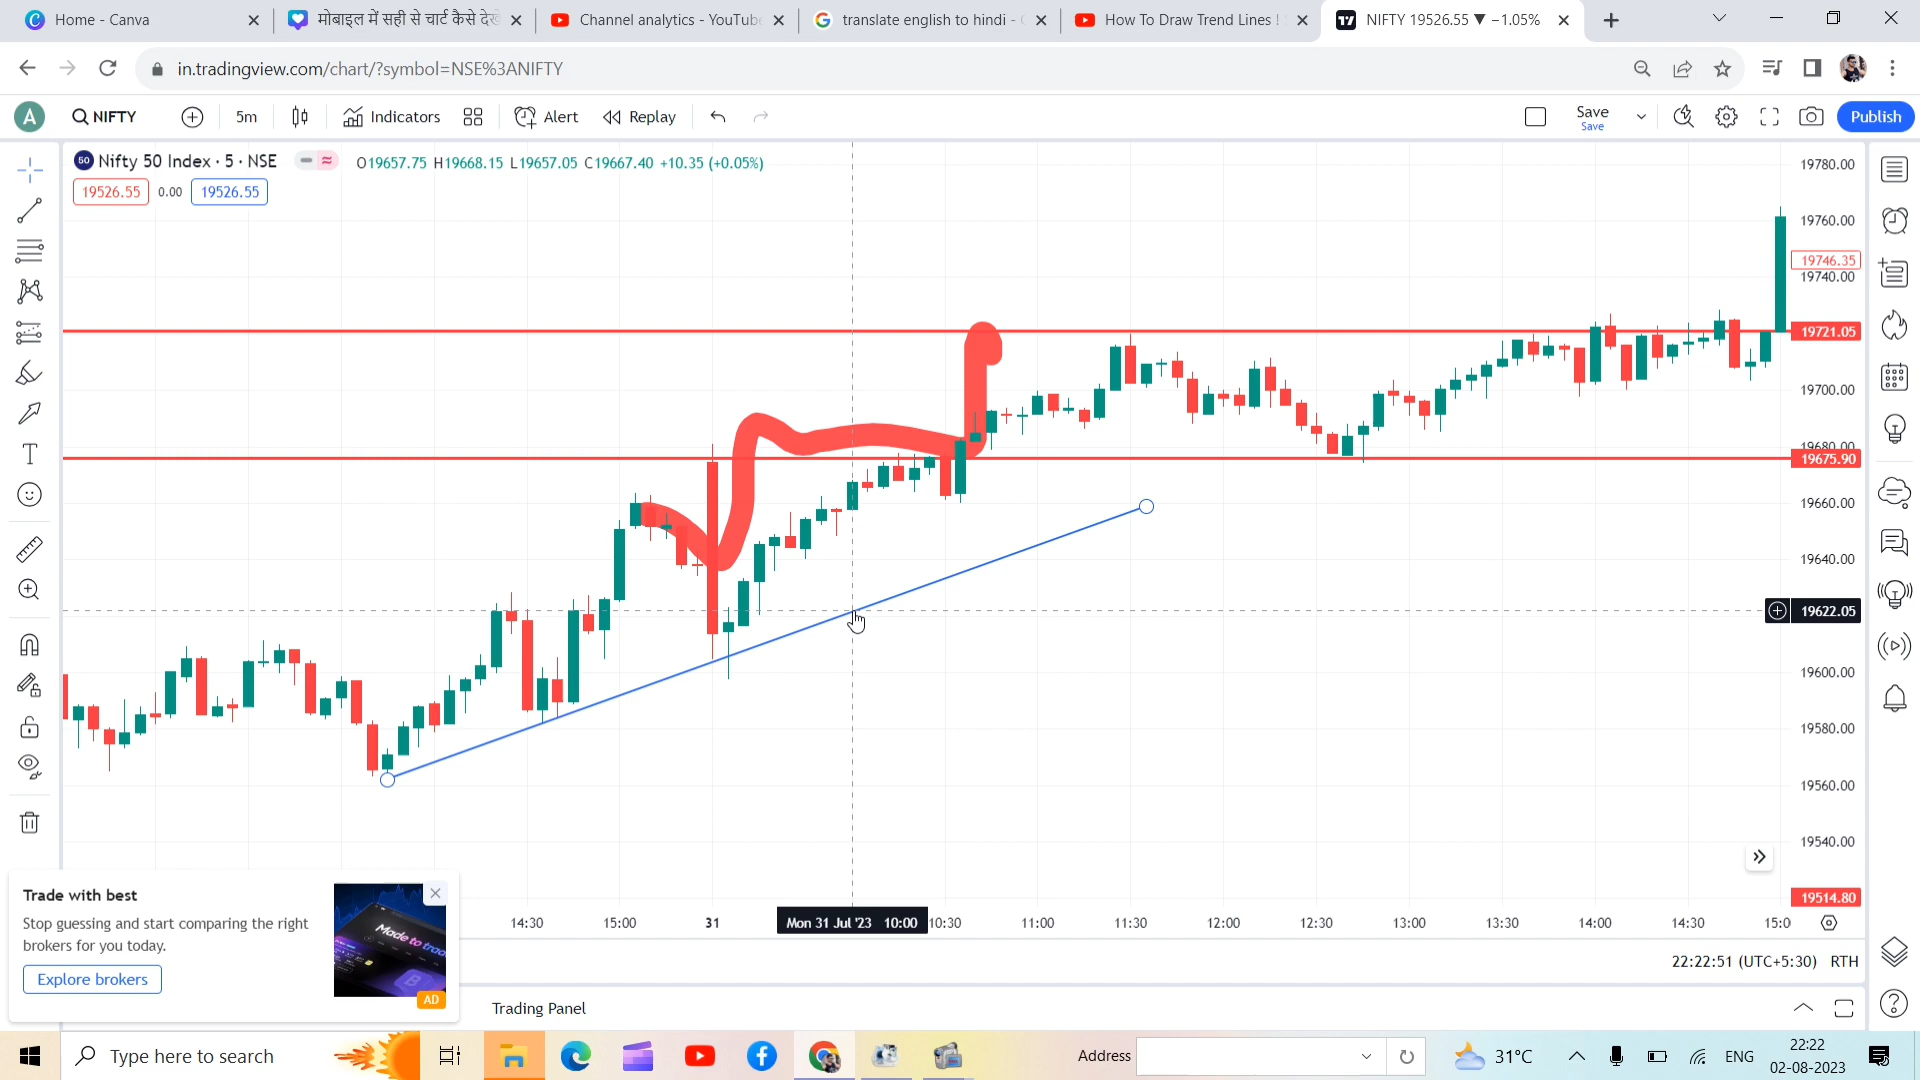 Home - Canva
मोबाइल में सही से चार्ट कैसे देखे
Channel analytics - YouTube
translate english to hindi -
How To Draw Trend Lines !
NIFTY 19526.55 ▼ −1.05%
in.tradingview.com/chart/?symbol=NSE%3ANIFTY
A
NIFTY
5m
Indicators
Alert
Replay
Save
Save
Publish
50 Nifty 50 Index · 5 · NSE
O19657.75 H19668.15 L19657.05 C19667.40 +10.35 (+0.05%)
19526.55 0.00 19526.55
19780.00
19760.00
19746.35
19740.00
19721.05
19700.00
19680.00
19675.90
19660.00
19640.00
19622.05
19600.00
19580.00
19560.00
19540.00
19514.80
14:30 15:00 31 Mon 31 Jul '23 10:00 10:30 11:00 11:30 12:00 12:30 13:00 13:30 14:00 14:30 15:0
Trade with best
Stop guessing and start comparing the right
brokers for you today.
Explore brokers
Made to trad
AD
22:22:51 (UTC+5:30) RTH
Trading Panel
Type here to search
Address
31°C
ENG
22:22
02-08-2023